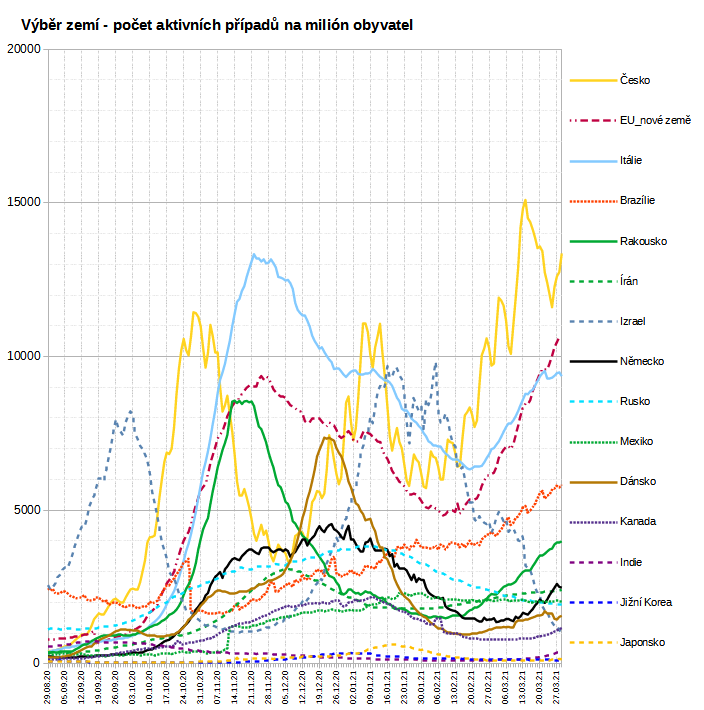 Výběr zemí - počet aktivních případů na milión obyvatel
20000
15000
10000
5000
0
29.08.20
05.09.20
12.09.20
19.09.20
26.09.20
03.10.20
10.10.20
17.10.20
24.10.20
31.10.20
07.11.20
14.11.20
21.11.20
28.11.20
05.12.20
12.12.20
19.12.20
26.12.20
02.01.21
09.01.21
16.01.21
23.01.21
30.01.21
06.02.21
13.02.21
20.02.21
27.02.21
06.03.21
13.03.21
20.03.21
27.03.21
Česko
EU_nové země
Itálie
Brazílie
Rakousko
Írán
Izrael
Německo
Rusko
Mexiko
Dánsko
Kanada
Indie
Jižní Korea
Japonsko